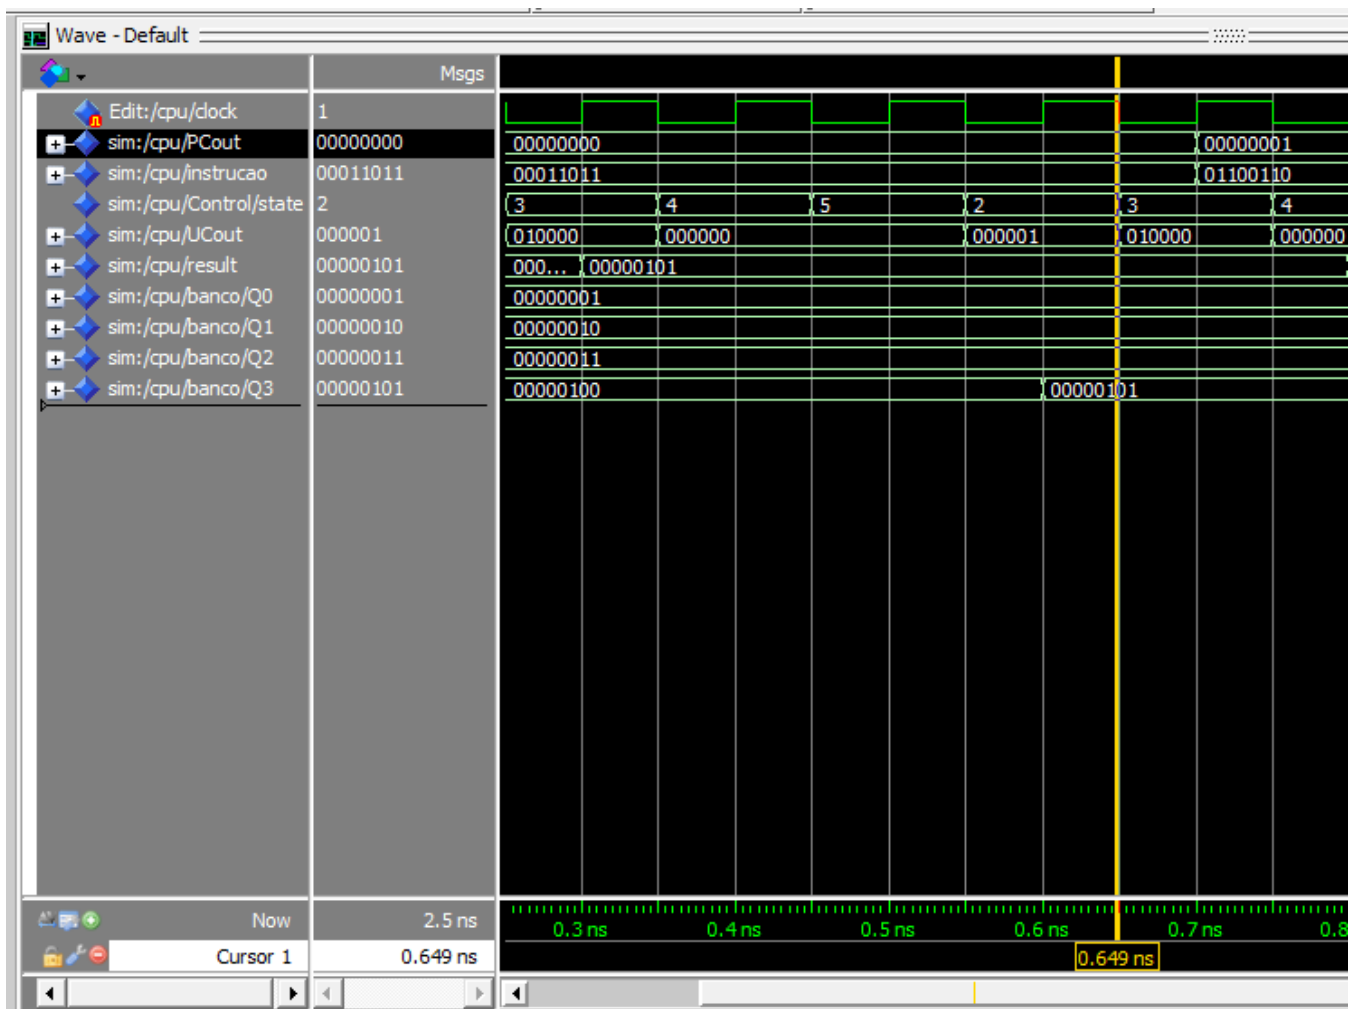 Wave - Default
Msgs
Edit:/cpu/clock 1
sim:/cpu/PCout 00000000 00000000 00000001
sim:/cpu/instrucao 00011011 00011011 01100110
sim:/cpu/Control/state 2 3 4 5 2 3 4
sim:/cpu/UCout 000001 010000 000000 000001 010000 000000
sim:/cpu/result 00000101 000... 00000101
sim:/cpu/banco/Q0 00000001 00000001
sim:/cpu/banco/Q1 00000010 00000010
sim:/cpu/banco/Q2 00000011 00000011
sim:/cpu/banco/Q3 00000101 00000100 00000101
Now 2.5 ns 0.3 ns 0.4 ns 0.5 ns 0.6 ns 0.7 ns 0.8
Cursor 1 0.649 ns 0.649 ns